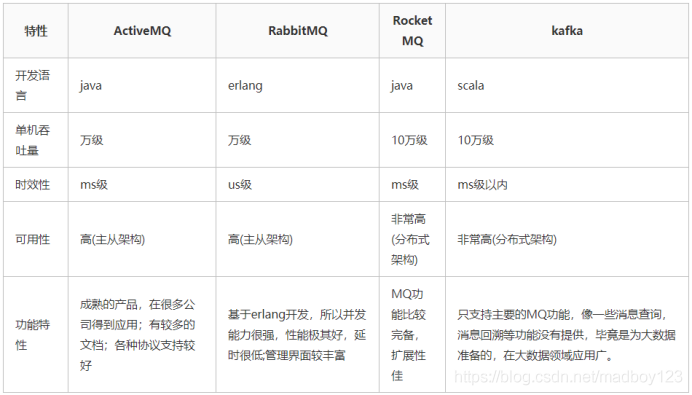 特性 ActiveMQ RabbitMQ Rocket kafka
MQ
开发语 java erlang java scala
言
单机吞 万级 万级 10万级 10万级
吐量
时效性 ms级 us级 ms级 ms级以内
可用性 高(主从架构) 高(主从架构) 非常高 非常高(分布式架构)
(分布式
架构)
功能特 成熟的产品，在很多公
性 司得到应用；有较多的
文档；各种协议支持较
好
基于erlang开发，所以并发
能力很强，性能极其好，延
时很低;管理界面较丰富
MQ功
能比较
完备，
扩展性
佳
只支持主要的MQ功能，像一些消息查询，
消息回溯等功能没有提供，毕竟是为大数据
准备的，在大数据领域应用广。
https://blog.csdn.net/madboy123